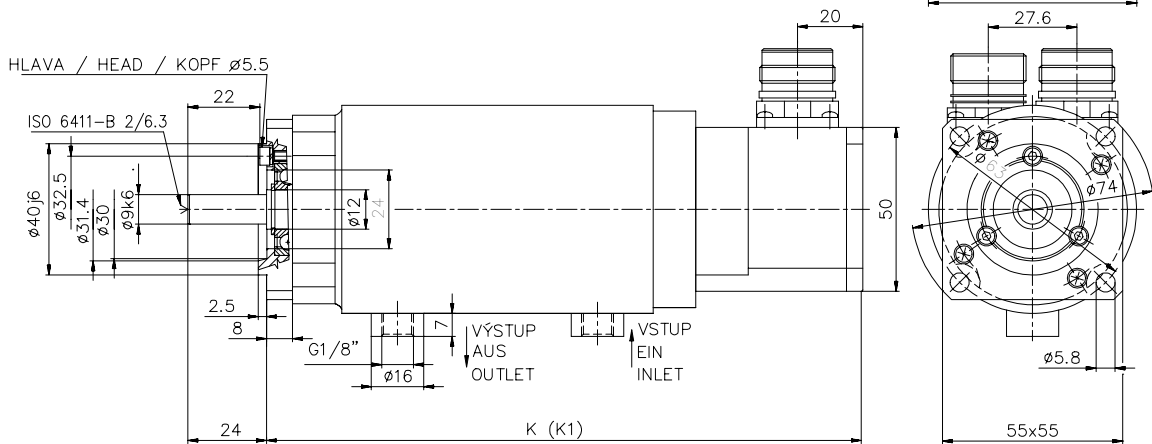 20
27.6
HLAVA / HEAD / KOPF ø5.5
22
ISO 6411-B 2/6.3
ø40j6
ø32.5
ø31.4
ø30
ø9k6
ø12
24
50
ø63
ø74
2.5
8
G1/8”
ø16
7
VÝSTUP
AUS
OUTLET
VSTUP
EIN
INLET
ø5.8
24
K (K1)
55x55